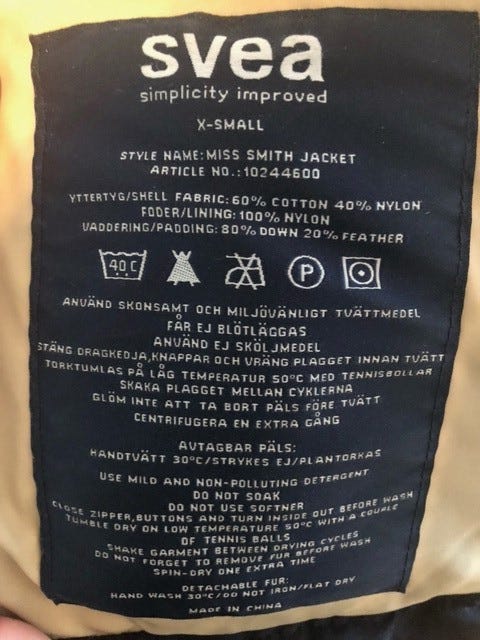 svea
simplicity improved
X-SMALL
STYLE NAME:MISS SMITH JACKET
ARTICLE NO.:10244600
YTTERTYG/SHELL FABRIC:60% COTTON 40% NYLON
FODER/LINING:100% NYLON
VADDERING/PADDING:80% DOWN 20% FEATHER
40C P
ANVÄND SKONSAMT OCH MILJÖVÄNLIGT TVÄTTMEDEL
FÅR EJ BLÖTLÄGGAS
ANVÄND EJ SKÖLJMEDEL
STÄNG DRAGKEDJA,KNAPPAR OCH VRÄNG PLAGGET INNAN TVÄTT
TORKTUMLAS PÅ LÅG TEMPERATUR 50°C MED TENNISBOLLAR
SKAKA PLAGGET MELLAN CYKLERNA
GLÖM INTE ATT TA BORT PÄLS FÖRE TVÄTT
CENTRIFUGERA EN EXTRA GÅNG
AVTAGBAR PÄLS:
HANDTVÄTT 30°C/STRYKES EJ/PLANTORKAS
USE MILD AND NON-POLLUTING DETERGENT
DO NOT SOAK
DO NOT USE SOFTNER
CLOSE ZIPPER,BUTTONS AND TURN INSIDE OUT BEFORE WASH
TUMBLE DRY ON LOW TEMPERATURE 50°C WITH A COUPLE
OF TENNIS BALLS
SHAKE GARMENT BETWEEN DRYING CYCLES
DO NOT FORGET TO REMOVE FUR BEFORE WASH
SPIN-DRY ONE EXTRA TIME
DETACHABLE FUR:
HAND WASH 30°C/DO NOT IRON/FLAT DRY
MADE IN CHINA